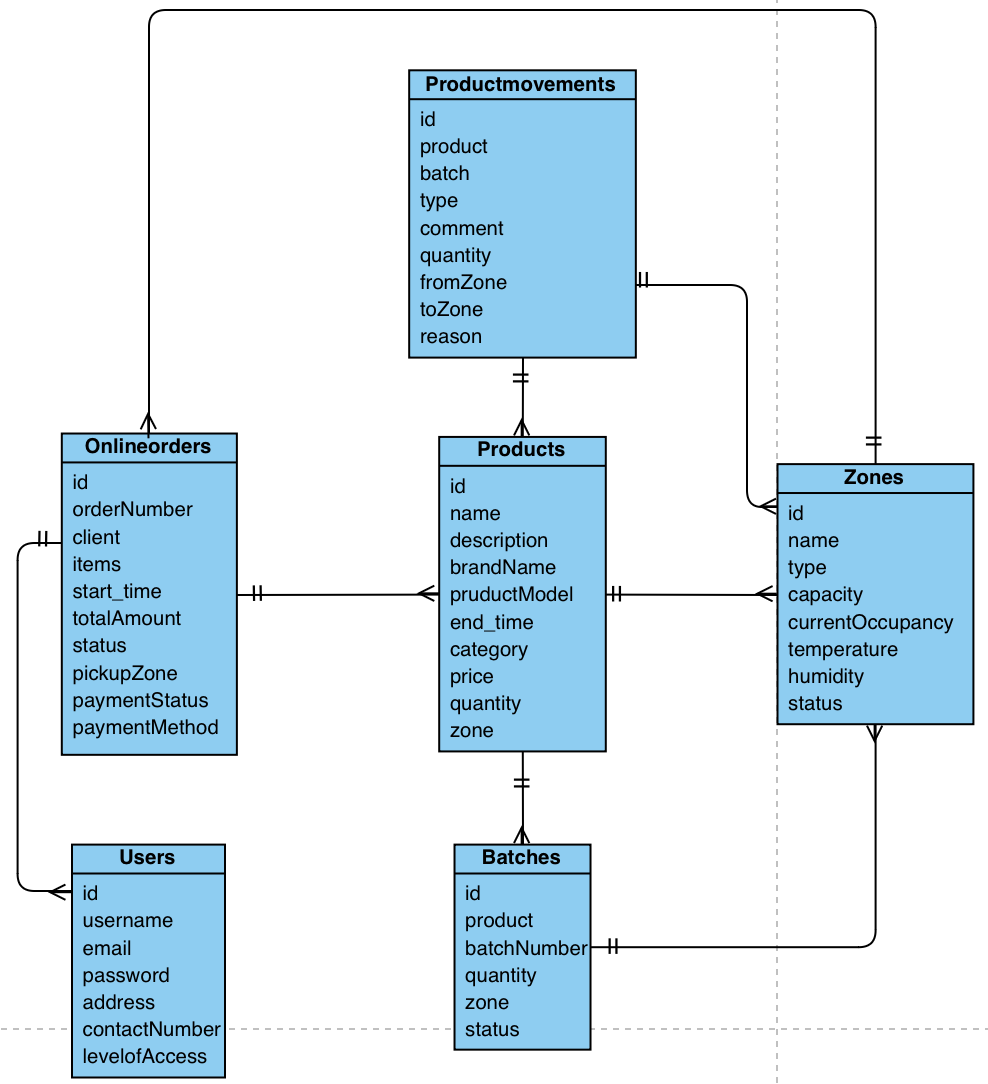 Productmovements
id
product
batch
type
comment
quantity
fromZone
toZone
reason
Onlineorders
id
orderNumber
client
items
start_time
totalAmount
status
pickupZone
paymentStatus
paymentMethod
Products
id
name
description
brandName
pruductModel
end_time
category
price
quantity
zone
Zones
id
name
type
capacity
currentOccupancy
temperature
humidity
status
Users
id
username
email
password
address
contactNumber
levelofAccess
Batches
id
product
batchNumber
quantity
zone
status